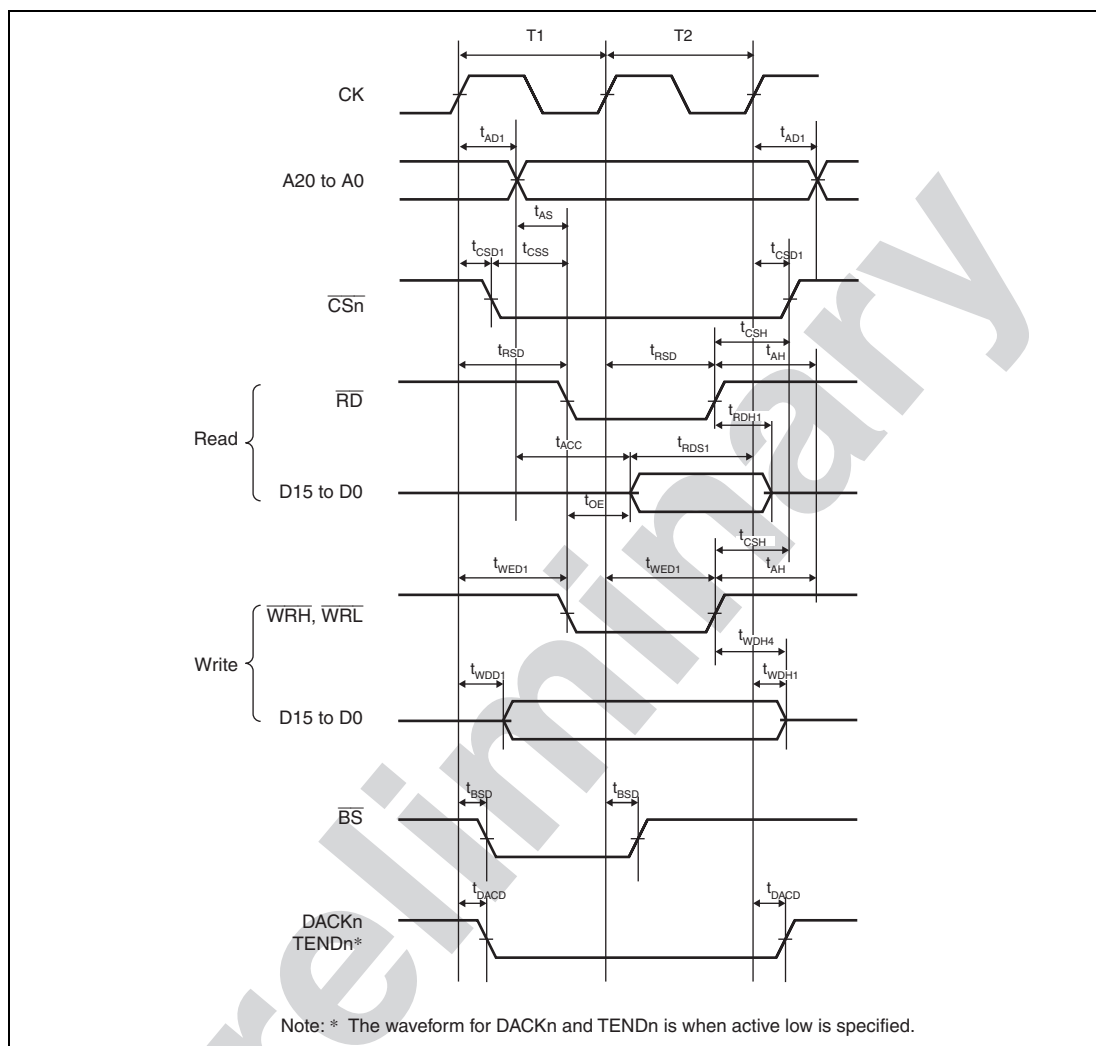 T1 T2
CK
tAD1 tAD1
A20 to A0
tAS
tCSD1 tCSS tCSD1
CSn
tCSH
tRSD tRSD tAH
RD
tRDH1
Read
tACC tRDS1
D15 to D0
tOE
tCSH
tWED1 tWED1 tAH
WRH, WRL
tWDH4
Write
tWDD1 tWDH1
D15 to D0
tBSD tBSD
BS
tDACD tDACD
DACKn
TENDn*
Note: * The waveform for DACKn and TENDn is when active low is specified.
reliminary